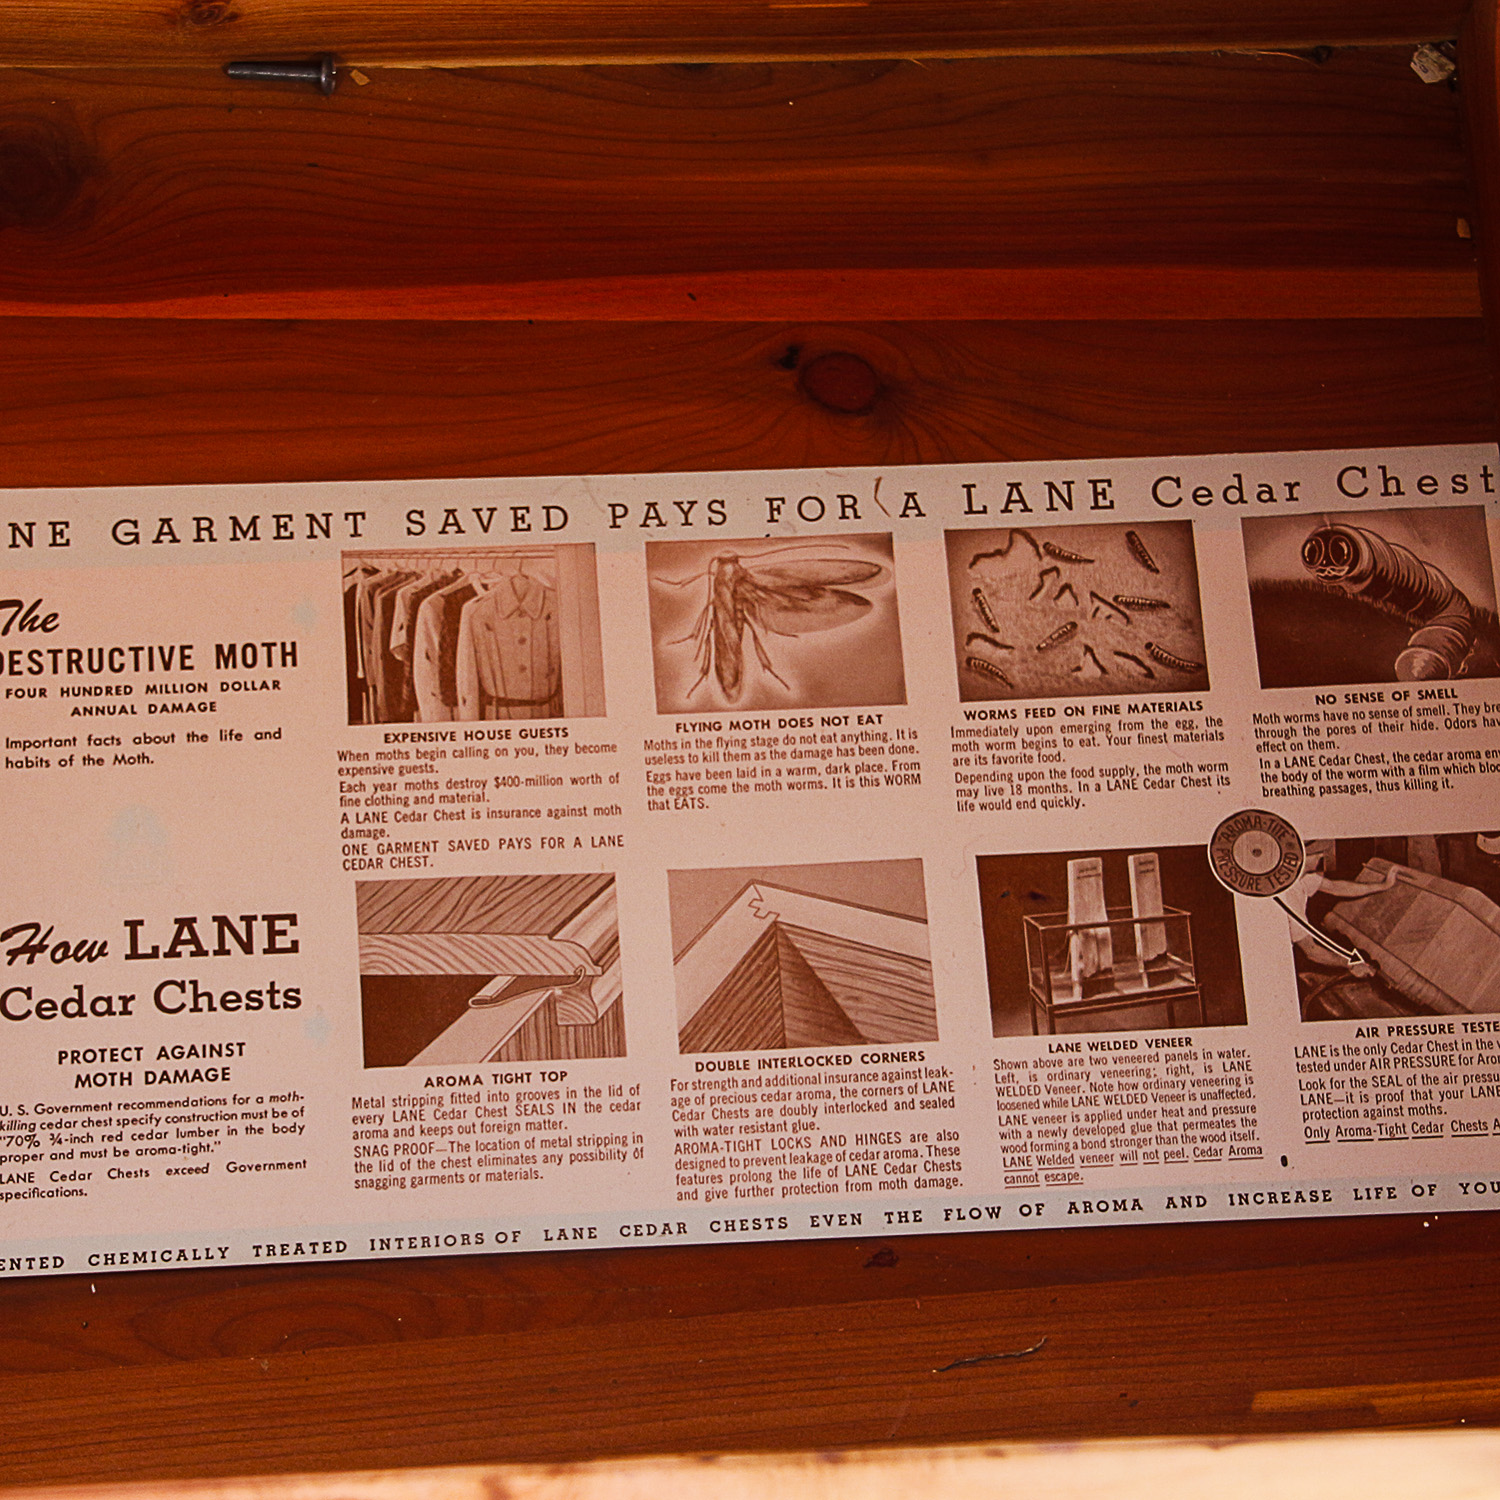 NE GARMENT SAVED PAYS FOR A LANE Cedar Chest
The
DESTRUCTIVE MOTH
FOUR HUNDRED MILLION DOLLAR
ANNUAL DAMAGE
Important facts about the life and
habits of the Moth.
EXPENSIVE HOUSE GUESTS
When moths begin calling on you, they become
expensive guests.
Each year moths destroy $400-million worth of
fine clothing and material.
A LANE Cedar Chest is insurance against moth
damage.
ONE GARMENT SAVED PAYS FOR A LANE
CEDAR CHEST.
FLYING MOTH DOES NOT EAT
Moths in the flying stage do not eat anything. It is
useless to kill them as the damage has been done.
Eggs have been laid in a warm, dark place. From
the eggs come the moth worms. It is this WORM
that EATS.
WORMS FEED ON FINE MATERIALS
Immediately upon emerging from the egg, the
moth worm begins to eat. Your finest materials
are its favorite food.
Depending upon the food supply, the moth worm
may live 18 months. In a LANE Cedar Chest its
life would end quickly.
NO SENSE OF SMELL
Moth worms have no sense of smell. They bre
through the pores of their hide. Odors hav
effect on them.
In a LANE Cedar Chest, the cedar aroma env
the body of the worm with a film which bloc
breathing passages, thus killing it.
How LANE
Cedar Chests
PROTECT AGAINST
MOTH DAMAGE
U. S. Government recommendations for a moth-
killing cedar chest specify construction must be of
"70% ¾-inch red cedar lumber in the body
proper and must be aroma-tight."
LANE Cedar Chests exceed Government
specifications.
AROMA TIGHT TOP
Metal stripping fitted into grooves in the lid of
every LANE Cedar Chest SEALS IN the cedar
aroma and keeps out foreign matter.
SNAG PROOF—The location of metal stripping in
the lid of the chest eliminates any possibility of
snagging garments or materials.
DOUBLE INTERLOCKED CORNERS
For strength and additional insurance against leak-
age of precious cedar aroma, the corners of LANE
Cedar Chests are doubly interlocked and sealed
with water resistant glue.
AROMA-TIGHT LOCKS AND HINGES are also
designed to prevent leakage of cedar aroma. These
features prolong the life of LANE Cedar Chests
and give further protection from moth damage.
LANE WELDED VENEER
Shown above are two veneered panels in water.
Left, is ordinary veneering; right, is LANE
WELDED Veneer. Note how ordinary veneering is
loosened while LANE WELDED Veneer is unaffected.
LANE veneer is applied under heat and pressure
with a newly developed glue that permeates the
wood forming a bond stronger than the wood itself.
LANE Welded veneer will not peel. Cedar Aroma
cannot escape.
AROMA-TITE
PRESSURE TESTED
AIR PRESSURE TESTE
LANE is the only Cedar Chest in the w
tested under AIR PRESSURE for Aro
Look for the SEAL of the air pressu
LANE—it is proof that your LANE
protection against moths.
Only Aroma-Tight Cedar Chests A
ENTED CHEMICALLY TREATED INTERIORS OF LANE CEDAR CHESTS EVEN THE FLOW OF AROMA AND INCREASE LIFE OF YOU